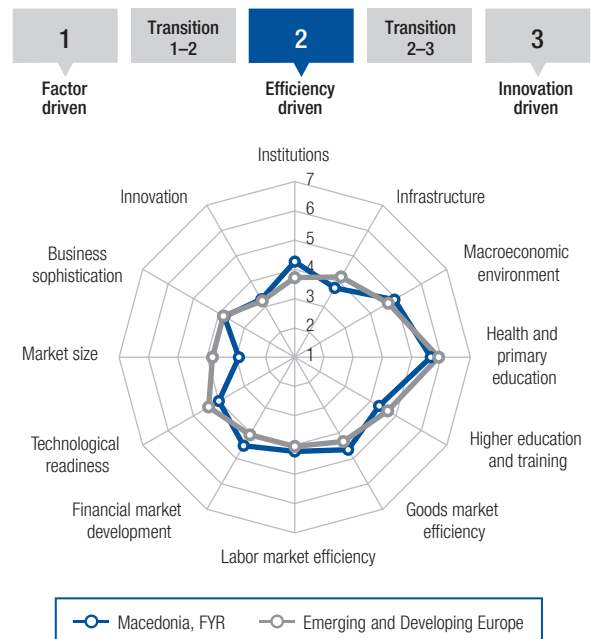 1
Transition
1–2
2
Transition
2–3
3
Factor
driven
Efficiency
driven
Innovation
driven
Institutions
Infrastructure
Macroeconomic
environment
Health and
primary
education
Higher education
and training
Goods market
efficiency
Labor market efficiency
Financial market
development
Technological
readiness
Market size
Business
sophistication
Innovation
7
6
5
4
3
2
1
Macedonia, FYR
Emerging and Developing Europe